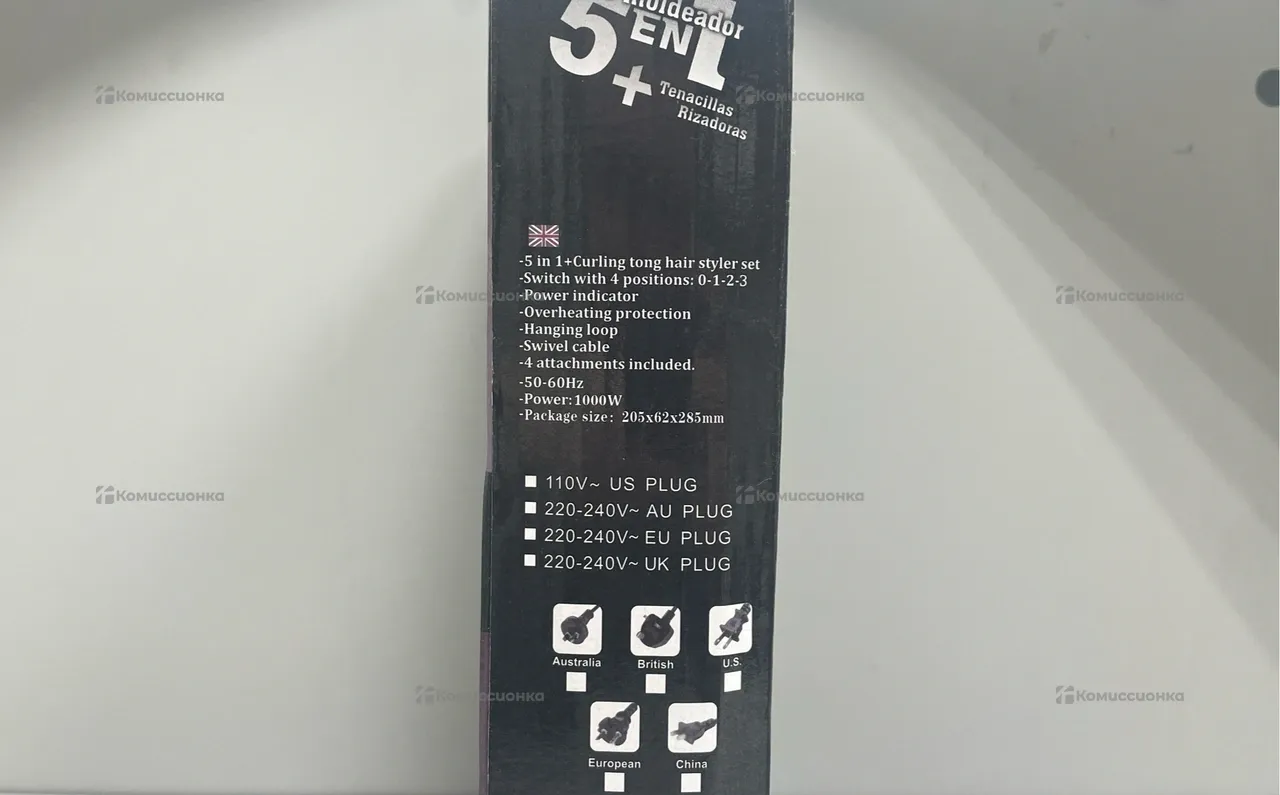 moldeador
5 EN 1
+ Tenacillas
Rizadoras
-5 in 1+Curling tong hair styler set
-Switch with 4 positions: 0-1-2-3
-Power indicator
-Overheating protection
-Hanging loop
-Swivel cable
-4 attachments included.
-50-60Hz
-Power:1000W
-Package size: 205x62x285mm
110V~ US PLUG
220-240V~ AU PLUG
220-240V~ EU PLUG
220-240V~ UK PLUG
Australia British U.S.
European China
Комиссионка
Комиссионка
Комиссионка
Комиссионка
Комиссионка
Комиссионка
Комиссионка
Комиссионка